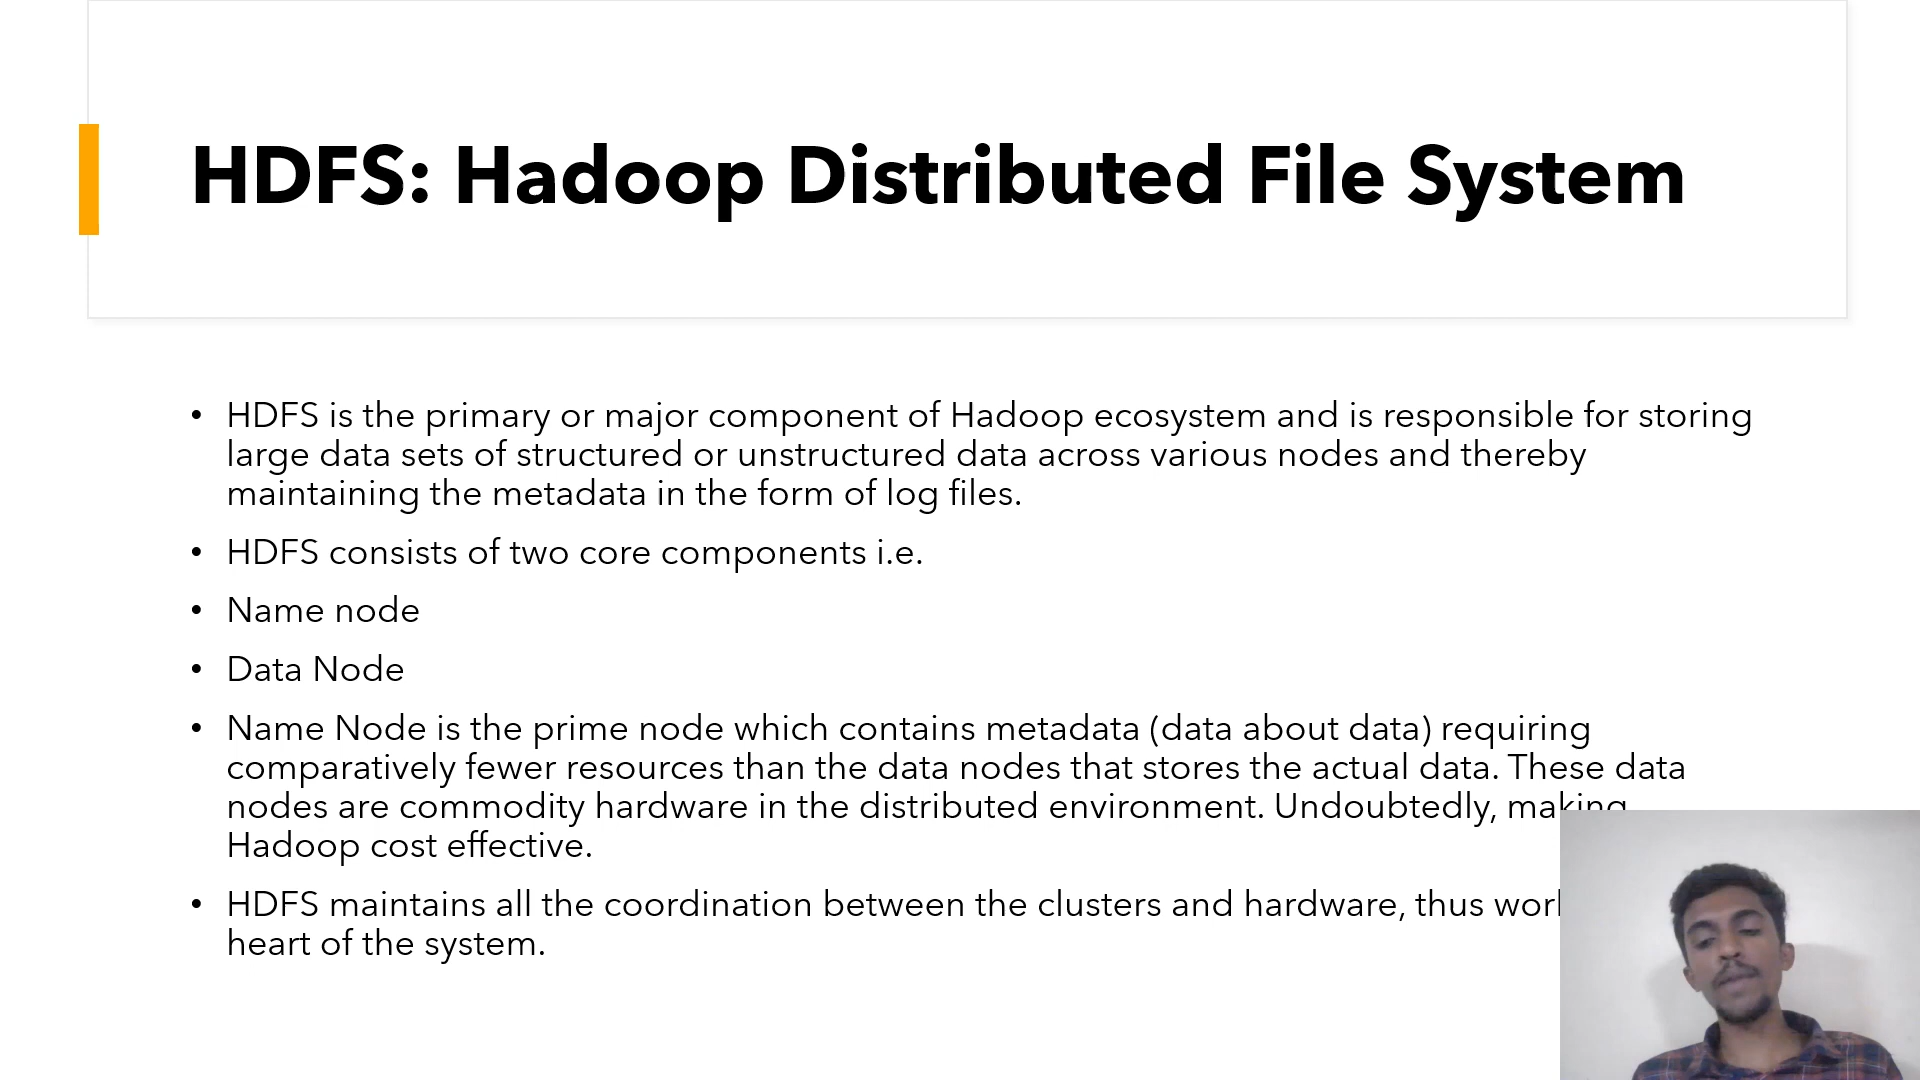 HDFS: Hadoop Distributed File System
• HDFS is the primary or major component of Hadoop ecosystem and is responsible for storing
large data sets of structured or unstructured data across various nodes and thereby
maintaining the metadata in the form of log files.
• HDFS consists of two core components i.e.
• Name node
• Data Node
• Name Node is the prime node which contains metadata (data about data) requiring
comparatively fewer resources than the data nodes that stores the actual data. These data
nodes are commodity hardware in the distributed environment. Undoubtedly, making
Hadoop cost effective.
• HDFS maintains all the coordination between the clusters and hardware, thus
heart of the system.